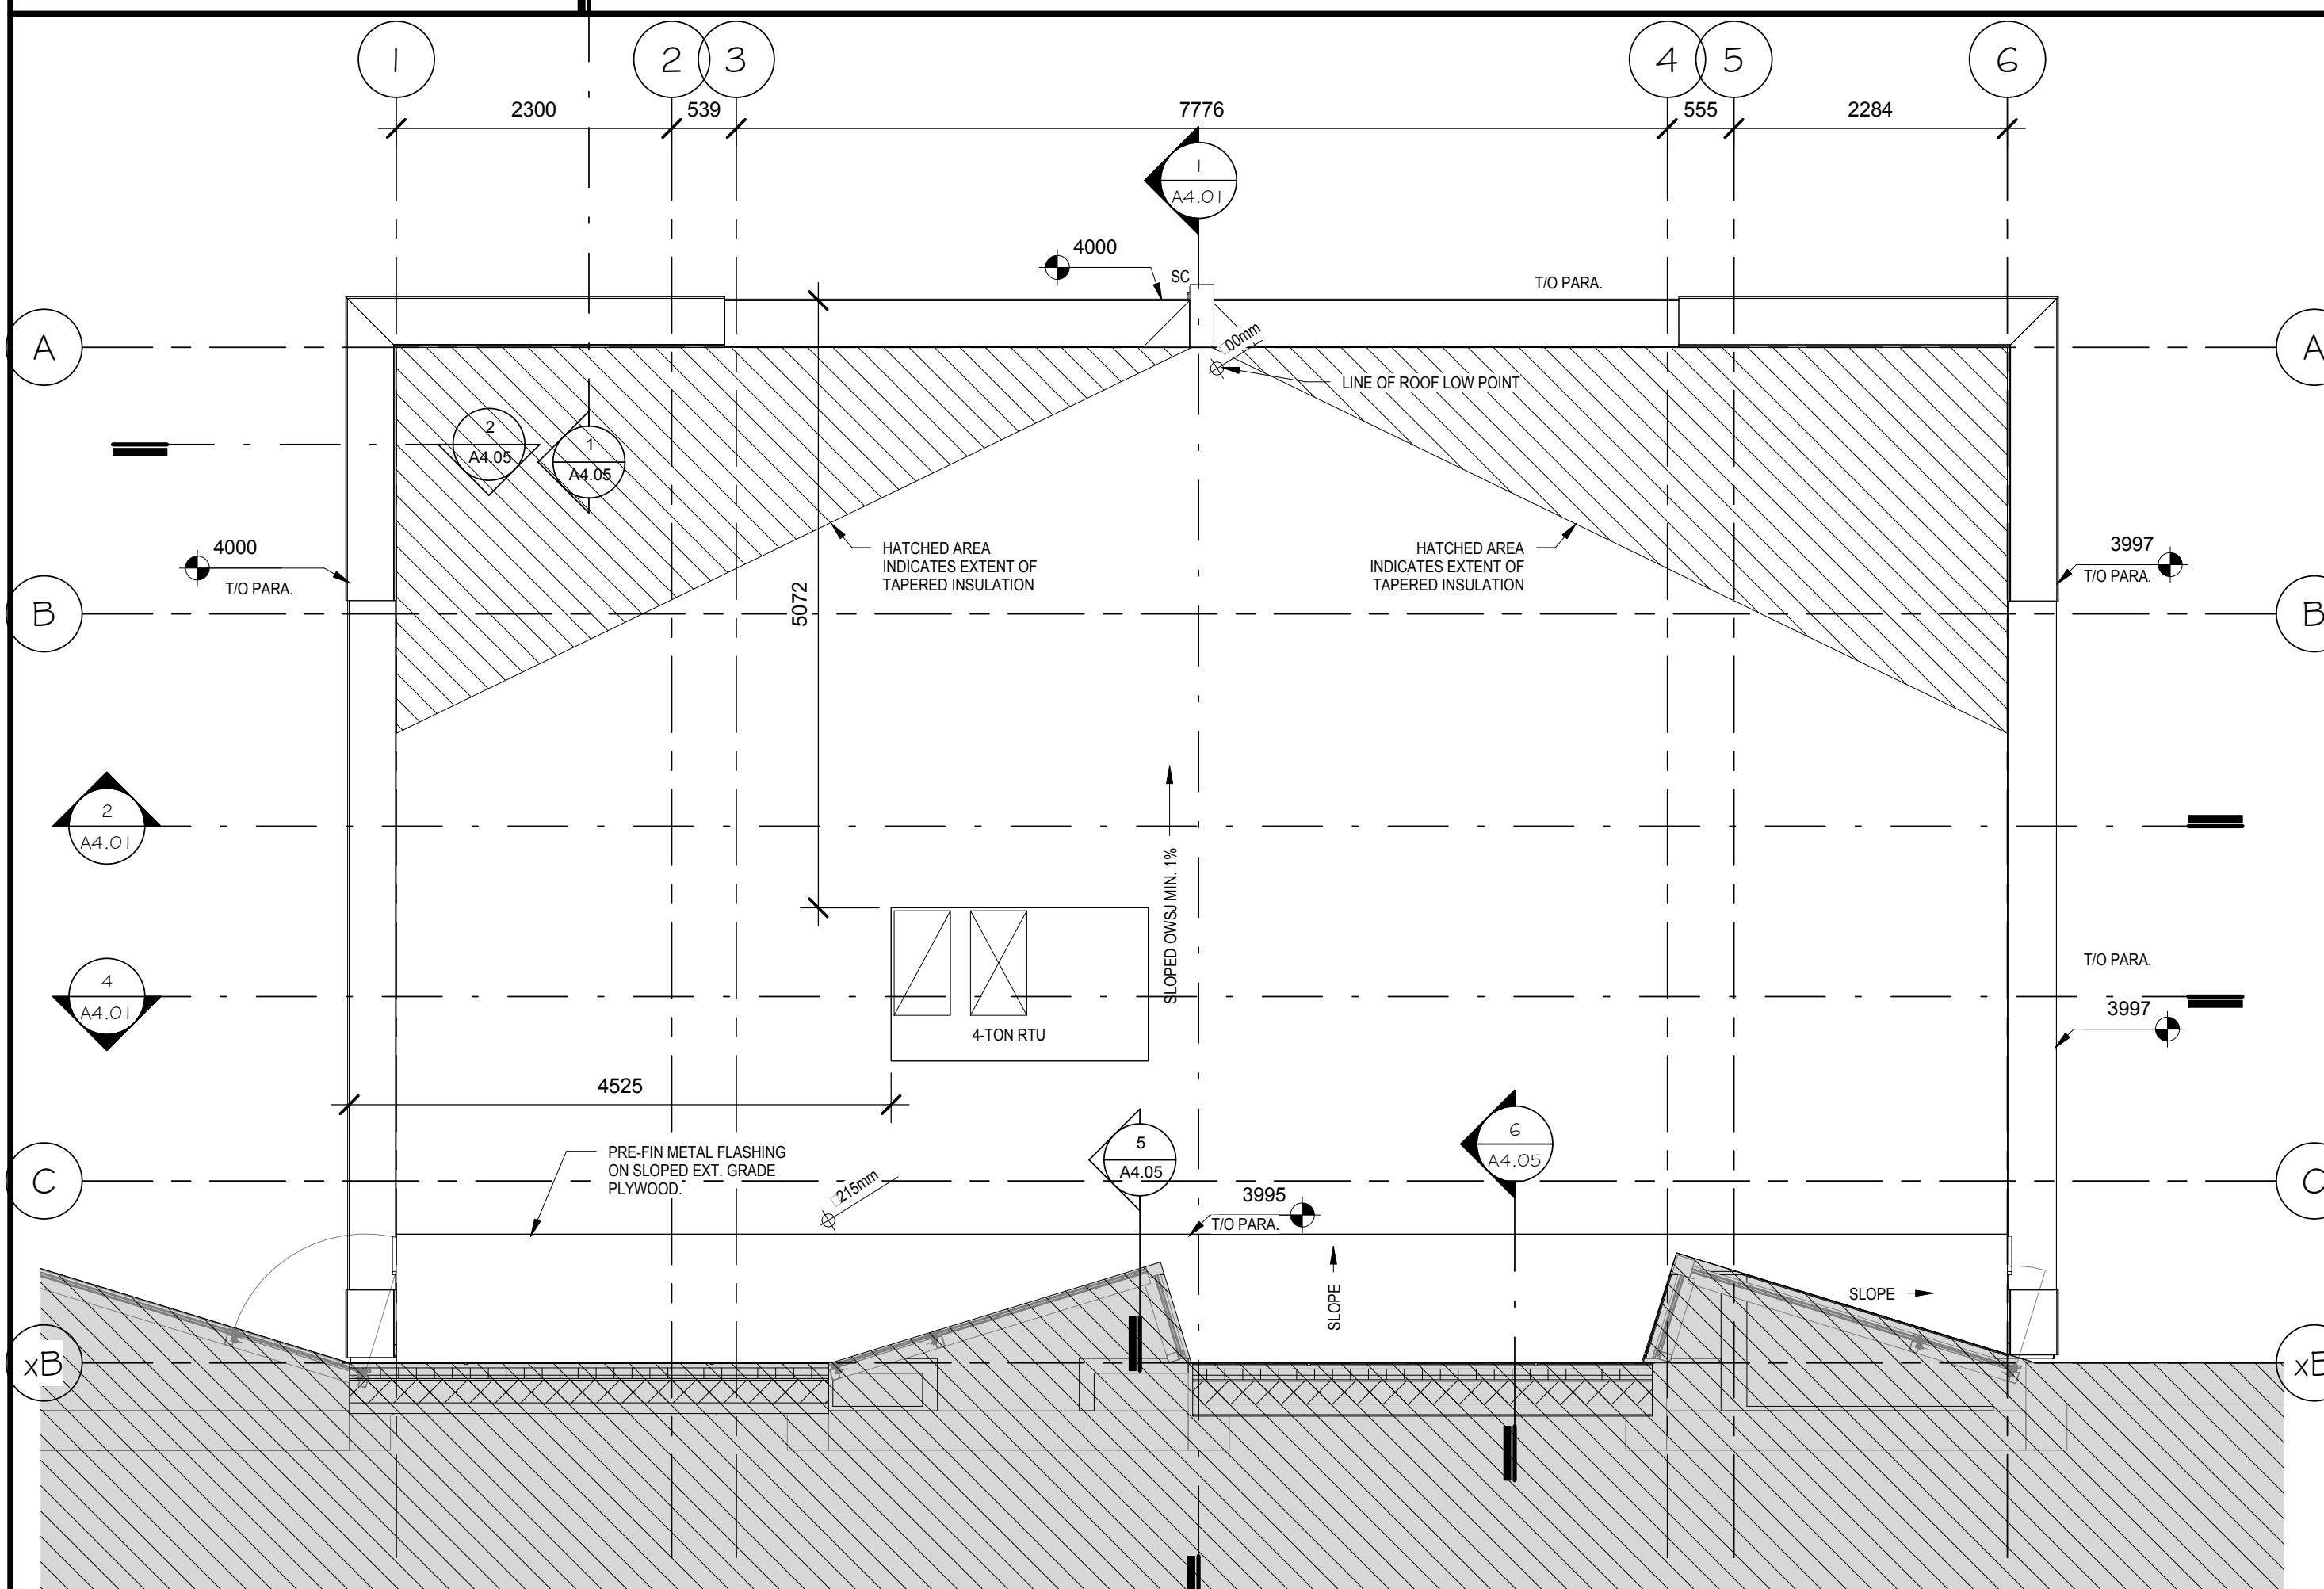 1
2
3
4
5
6
2300
539
7776
555
2284
1
A4.01
4000
SC
T/O PARA.
A
A
00mm
LINE OF ROOF LOW POINT
2
A4.05
1
A4.05
4000
T/O PARA.
HATCHED AREA
INDICATES EXTENT OF
TAPERED INSULATION
HATCHED AREA
INDICATES EXTENT OF
TAPERED INSULATION
3997
T/O PARA.
B
B
5072
2
A4.01
SLOPED OWSJ MIN. 1%
4
A4.01
T/O PARA.
3997
4-TON RTU
4525
PRE-FIN METAL FLASHING
ON SLOPED EXT. GRADE
PLYWOOD.
5
A4.05
6
A4.05
C
C
□215mm
3995
T/O PARA.
SLOPE
SLOPE
xB
xB